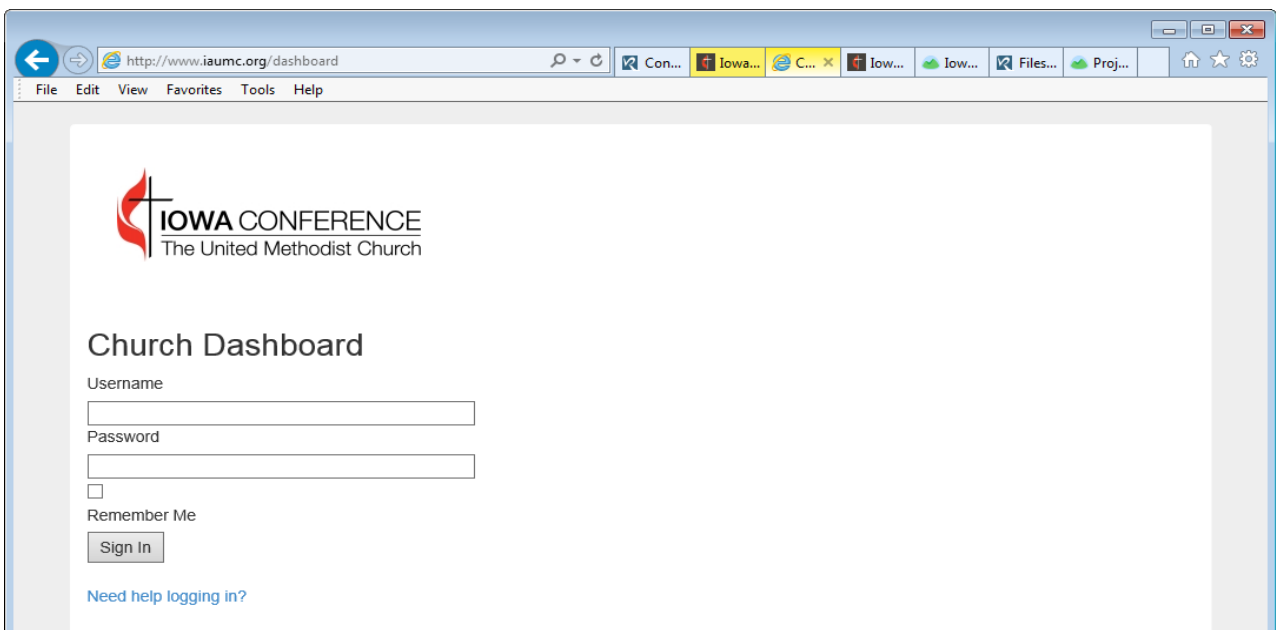 http://www.iaumc.org/dashboard
Con...
Iowa...
C...
Iow...
Iow...
Files...
Proj...
File Edit View Favorites Tools Help
IOWA CONFERENCE
The United Methodist Church
Church Dashboard
Username
Password
Remember Me
Sign In
Need help logging in?